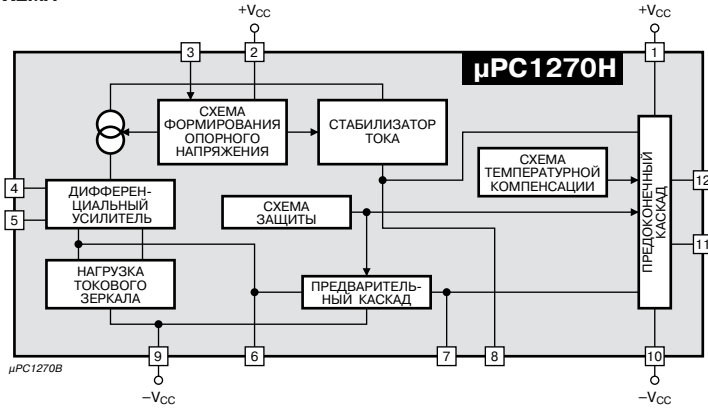 +VCC
+VCC
3
2
1
µPC1270H
СХЕМА
ФОРМИРОВАНИЯ
ОПОРНОГО
НАПРЯЖЕНИЯ
СТАБИЛИЗАТОР
ТОКА
СХЕМА
ТЕМПЕРАТУРНОЙ
КОМПЕНСАЦИИ
ПРЕДОКОНЕЧНЫЙ
КАСКАД
12
11
4
5
ДИФФЕРЕН-
ЦИАЛЬНЫЙ
УСИЛИТЕЛЬ
СХЕМА
ЗАЩИТЫ
НАГРУЗКА
ТОКОВОГО
ЗЕРКАЛА
ПРЕДВАРИТЕЛЬ-
НЫЙ КАСКАД
9
6
7
8
10
µPC1270B
–VCC
–VCC